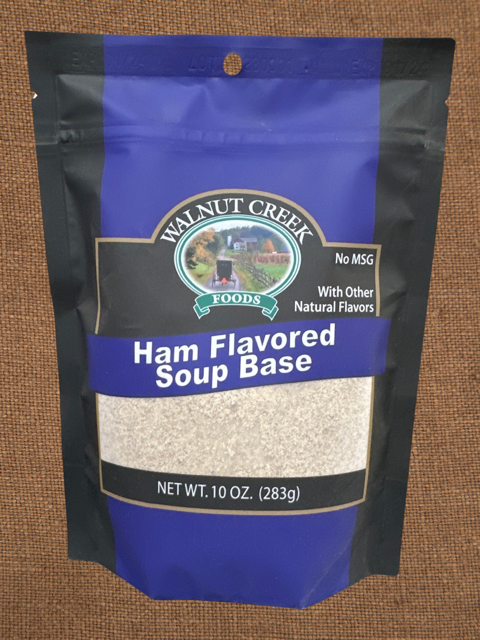 WALNUT CREEK
FOODS
No MSG
With Other
Natural Flavors
Ham Flavored
Soup Base
NET WT. 10 OZ. (283g)